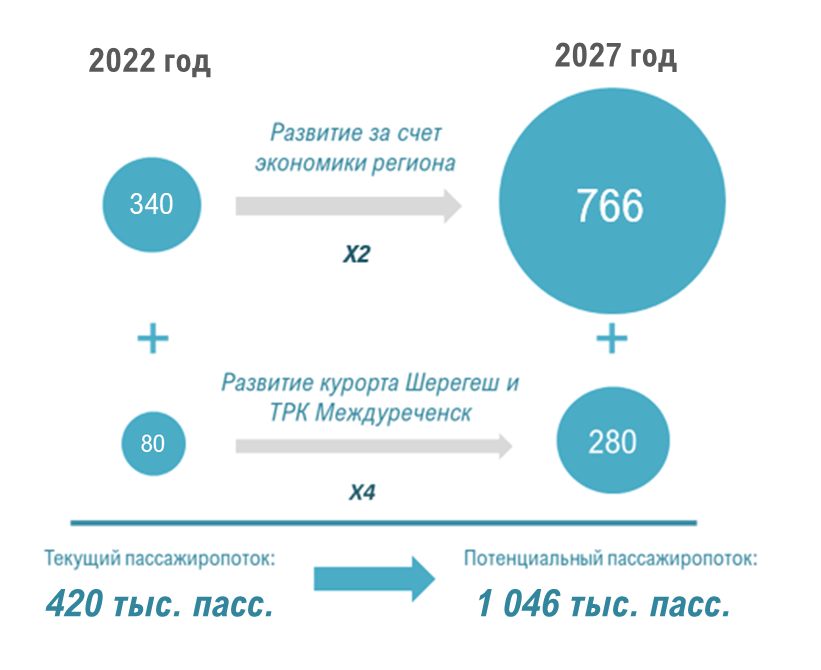 2022 год
2027 год
Развитие за счет
экономики региона
340
766
X2
+
+
Развитие курорта Шерегеш и
ТРК Междуреченск
80
280
X4
Текущий пассажиропоток:
Потенциальный пассажиропоток:
420 тыс. пасс.
1 046 тыс. пасс.